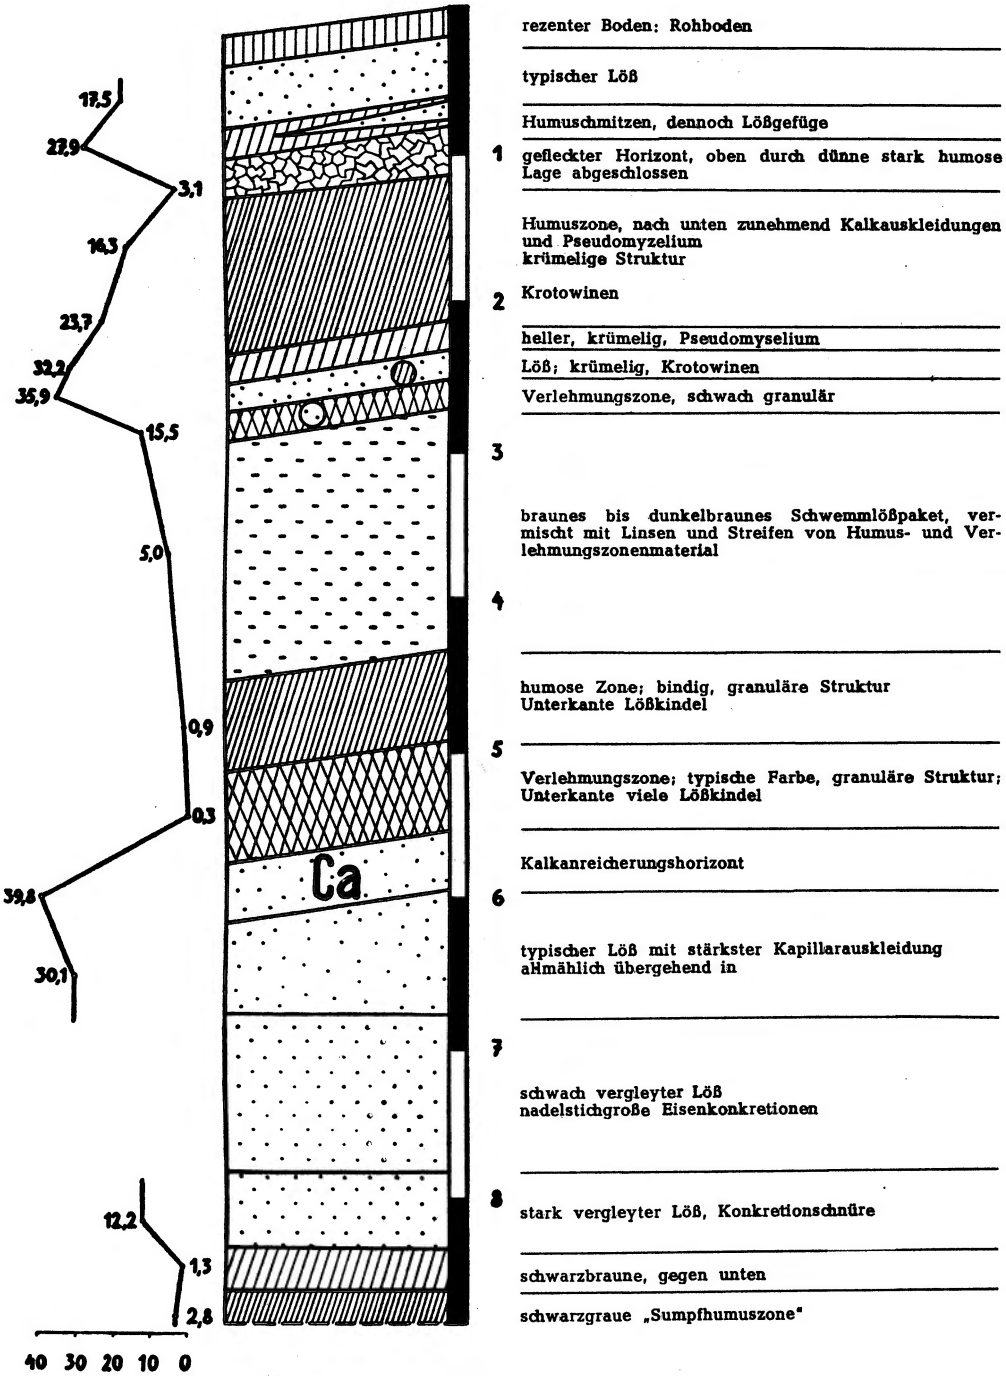 rezenter Boden: Rohboden
typischer Löß
17,5
Humuschmitzen, dennoch Lößgefüge
27,9
1
gefleckter Horizont, oben durch dünne stark humose
Lage abgeschlossen
3,1
Humuszone, nach unten zunehmend Kalkauskleidungen
und Pseudomyzelium
krümelige Struktur
16,3
2
Krotowinen
23,7
heller, krümelig, Pseudomyselium
32,2
Löß; krümelig, Krotowinen
35,9
Verlehmungszone, schwach granulär
15,5
3
braunes bis dunkelbraunes Schwemmlößpaket, ver-
mischt mit Linsen und Streifen von Humus- und Ver-
lehmungszonenmaterial
5,0
4
humose Zone; bindig, granuläre Struktur
Unterkante Lößkindel
0,9
5
Verlehmungszone; typische Farbe, granuläre Struktur;
Unterkante viele Lößkindel
0,3
Kalkanreicherungshorizont
Ca
39,8
6
typischer Löß mit stärkster Kapillarauskleidung
allmählich übergehend in
30,1
7
schwach vergleyter Löß
nadelstichgroße Eisenkonkretionen
8
stark vergleyter Löß, Konkretionschnüre
12,2
1,3
schwarzbraune, gegen unten
2,8
schwarzgraue „Sumpfhumuszone"
40 30 20 10 0